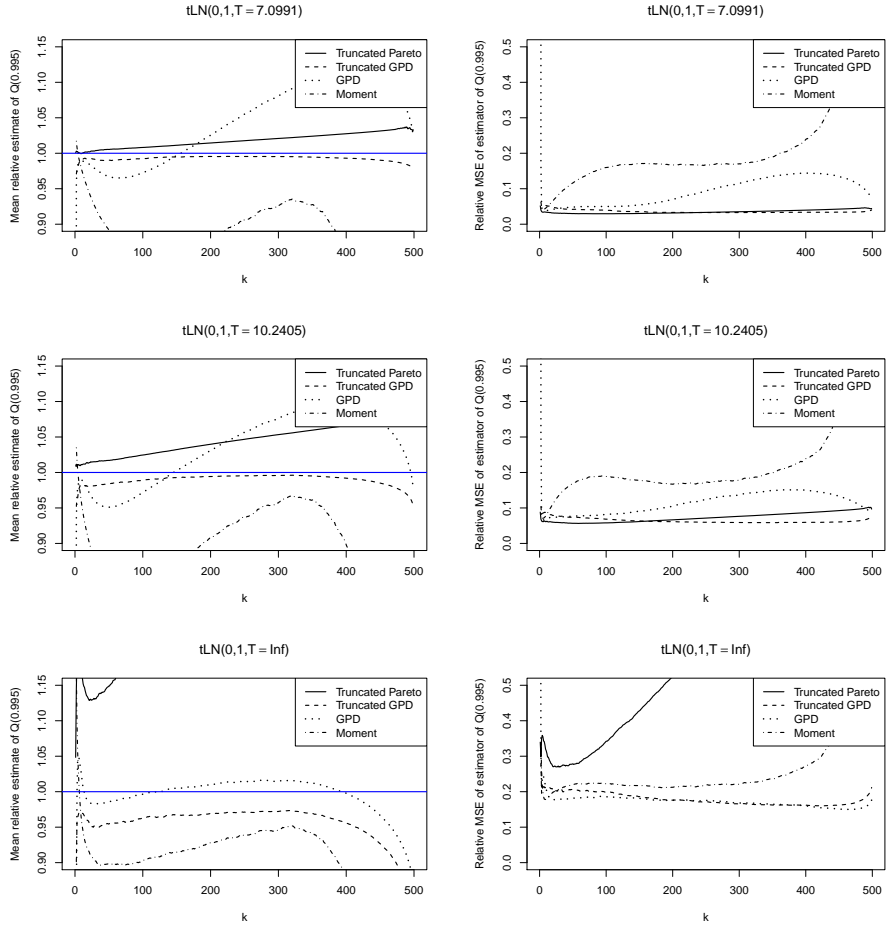 tLN(0,1,T = 7.0991)
Mean relative estimate of Q(0.995)
1.15
1.10
1.05
1.00
0.95
0.90
Truncated Pareto
Truncated GPD
GPD
Moment
0 100 200 300 400 500
k
tLN(0,1,T = 7.0991)
Relative MSE of estimator of Q(0.995)
0.5
0.4
0.3
0.2
0.1
0.0
Truncated Pareto
Truncated GPD
GPD
Moment
0 100 200 300 400 500
k
tLN(0,1,T = 10.2405)
Mean relative estimate of Q(0.995)
1.15
1.10
1.05
1.00
0.95
0.90
Truncated Pareto
Truncated GPD
GPD
Moment
0 100 200 300 400 500
k
tLN(0,1,T = 10.2405)
Relative MSE of estimator of Q(0.995)
0.5
0.4
0.3
0.2
0.1
0.0
Truncated Pareto
Truncated GPD
GPD
Moment
0 100 200 300 400 500
k
tLN(0,1,T = Inf)
Mean relative estimate of Q(0.995)
1.15
1.10
1.05
1.00
0.95
0.90
Truncated Pareto
Truncated GPD
GPD
Moment
0 100 200 300 400 500
k
tLN(0,1,T = Inf)
Relative MSE of estimator of Q(0.995)
0.5
0.4
0.3
0.2
0.1
0.0
Truncated Pareto
Truncated GPD
GPD
Moment
0 100 200 300 400 500
k